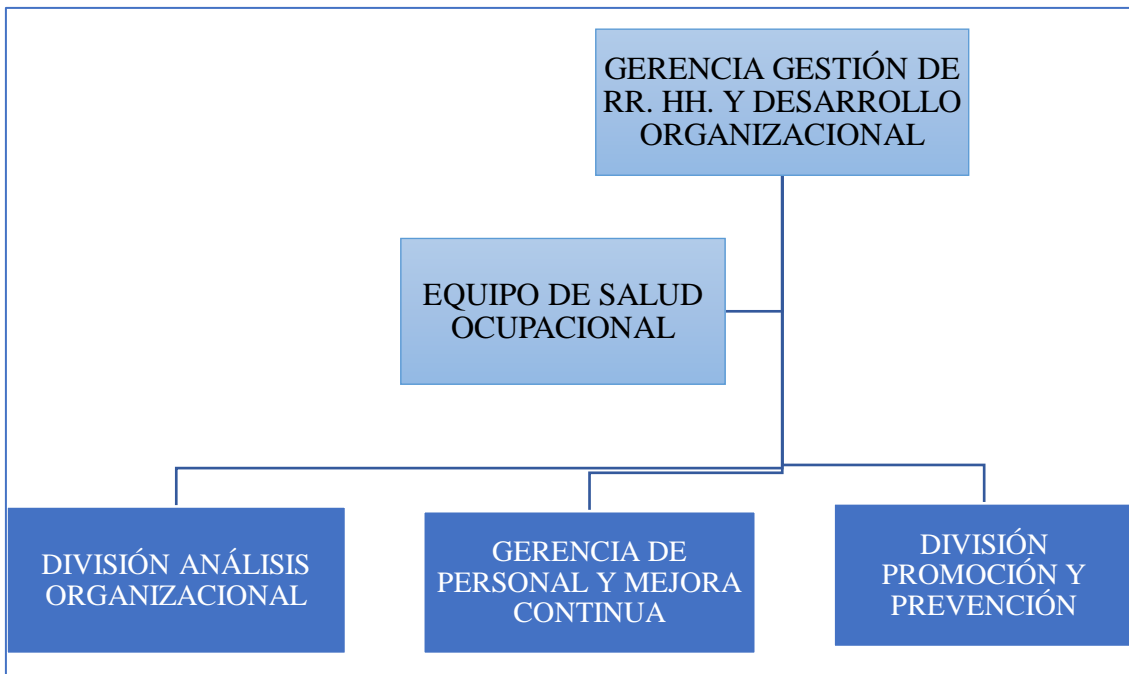 GERENCIA GESTIÓN DE
RR. HH. Y DESARROLLO
ORGANIZACIONAL
EQUIPO DE SALUD
OCUPACIONAL
DIVISIÓN ANÁLISIS
ORGANIZACIONAL
GERENCIA DE
PERSONAL Y MEJORA
CONTINUA
DIVISIÓN
PROMOCIÓN Y
PREVENCIÓN